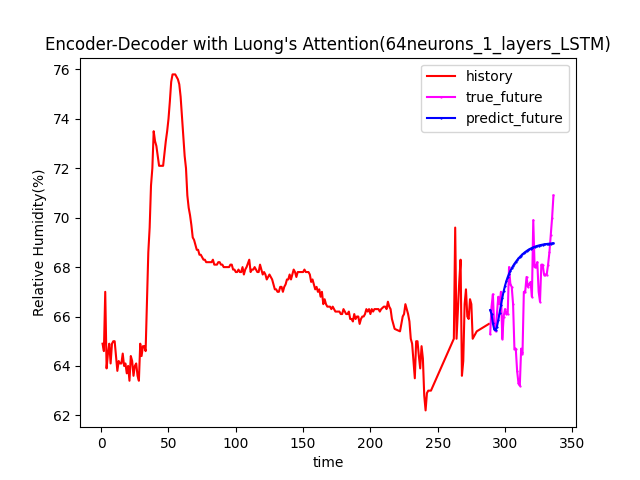 Encoder-Decoder with Luong's Attention(64neurons_1_layers_LSTM)
history
true_future
predict_future
Relative Humidity(%)
76
74
72
70
68
66
64
62
0 50 100 150 200 250 300 350
time